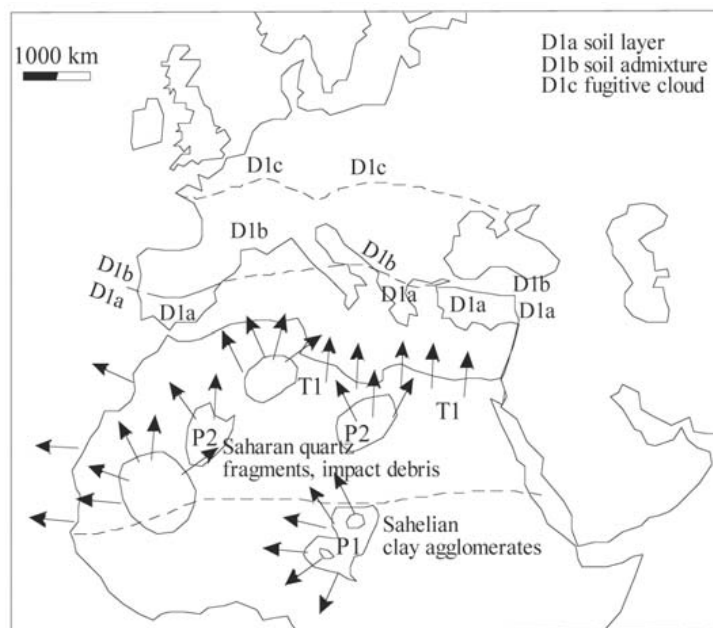 1000 km
D1a soil layer
D1b soil admixture
D1c fugitive cloud
D1c
D1c
D1b
D1b
D1b
D1b
D1a
D1a
D1a
D1a
D1a
T1
T1
P2
P2
Saharan quartz
fragments, impact debris
P1
Sahelian
clay agglomerates